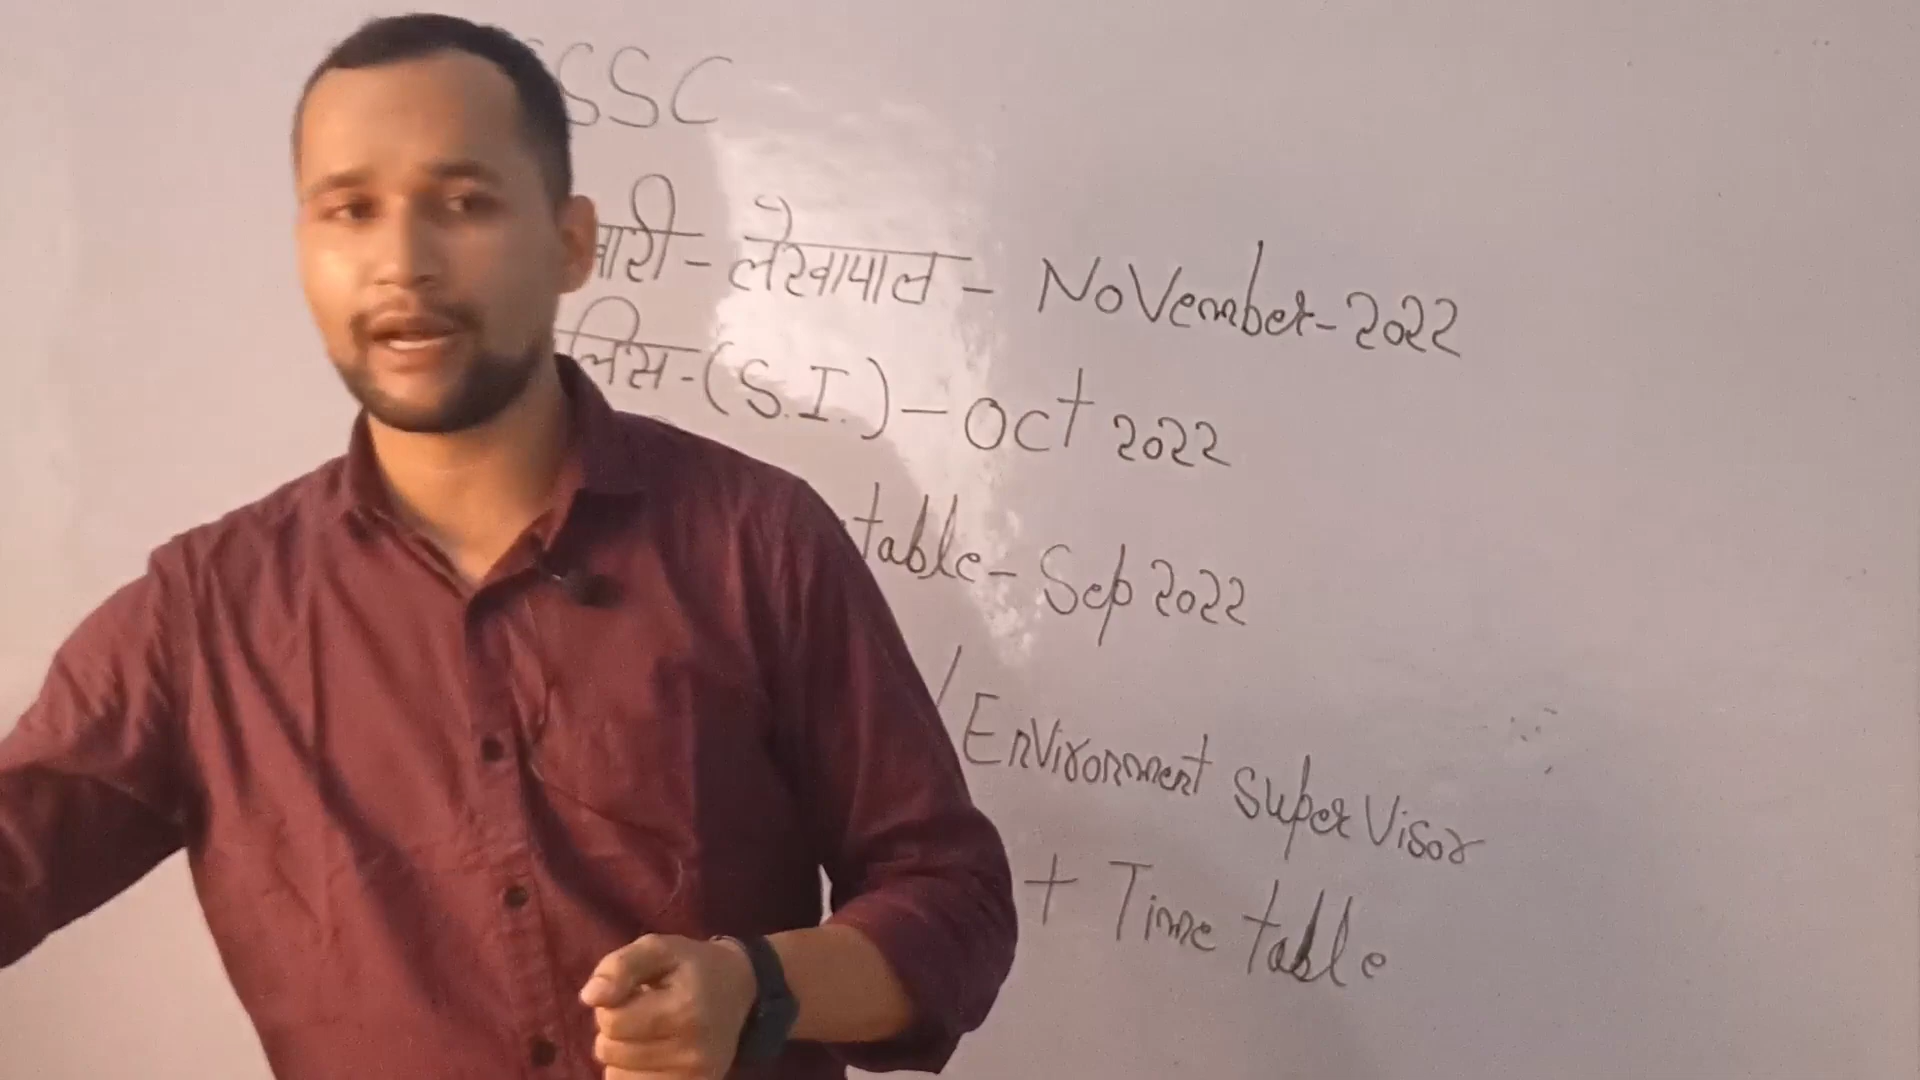 SSC
वारी - लेखापाल - November - 2022
लिस - (S.I.) - Oct 2022
table - Sep 2022
/ Environment supervisor
+ Time table